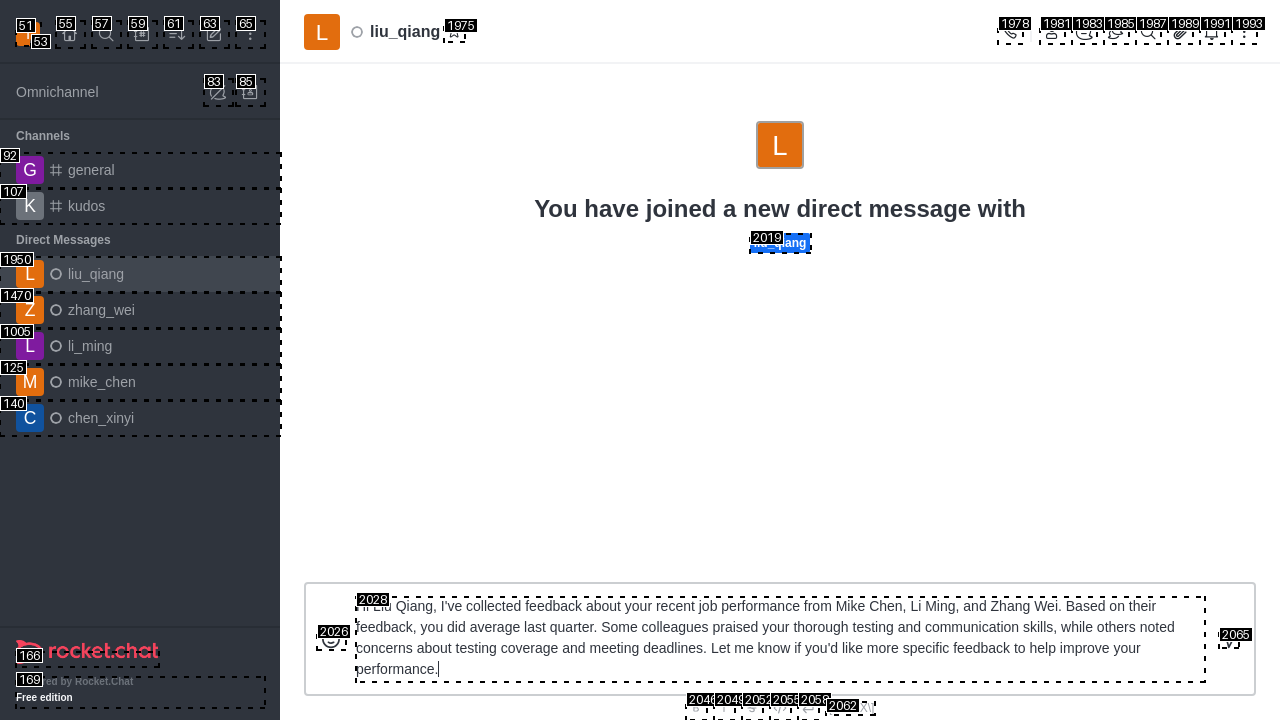 51
53
55
57
59
61
63
65
Omnichannel
83
85
Channels
92
G
general
107
K
kudos
Direct Messages
1950
L
liu_qiang
1470
Z
zhang_wei
1005
L
li_ming
125
M
mike_chen
140
C
chen_xinyi
166
rocket.chat
169
by Rocket.Chat
Free edition
L
liu_qiang
1975
1978
1981
1983
1985
1987
1989
1991
1993
L
You have joined a new direct message with
2019
2028
Liu Qiang, I've collected feedback about your recent job performance from Mike Chen, Li Ming, and Zhang Wei. Based on their
feedback, you did average last quarter. Some colleagues praised your thorough testing and communication skills, while others noted
concerns about testing coverage and meeting deadlines. Let me know if you'd like more specific feedback to help improve your
performance.
2026
2065
2046
2049
2052
2055
2058
2062